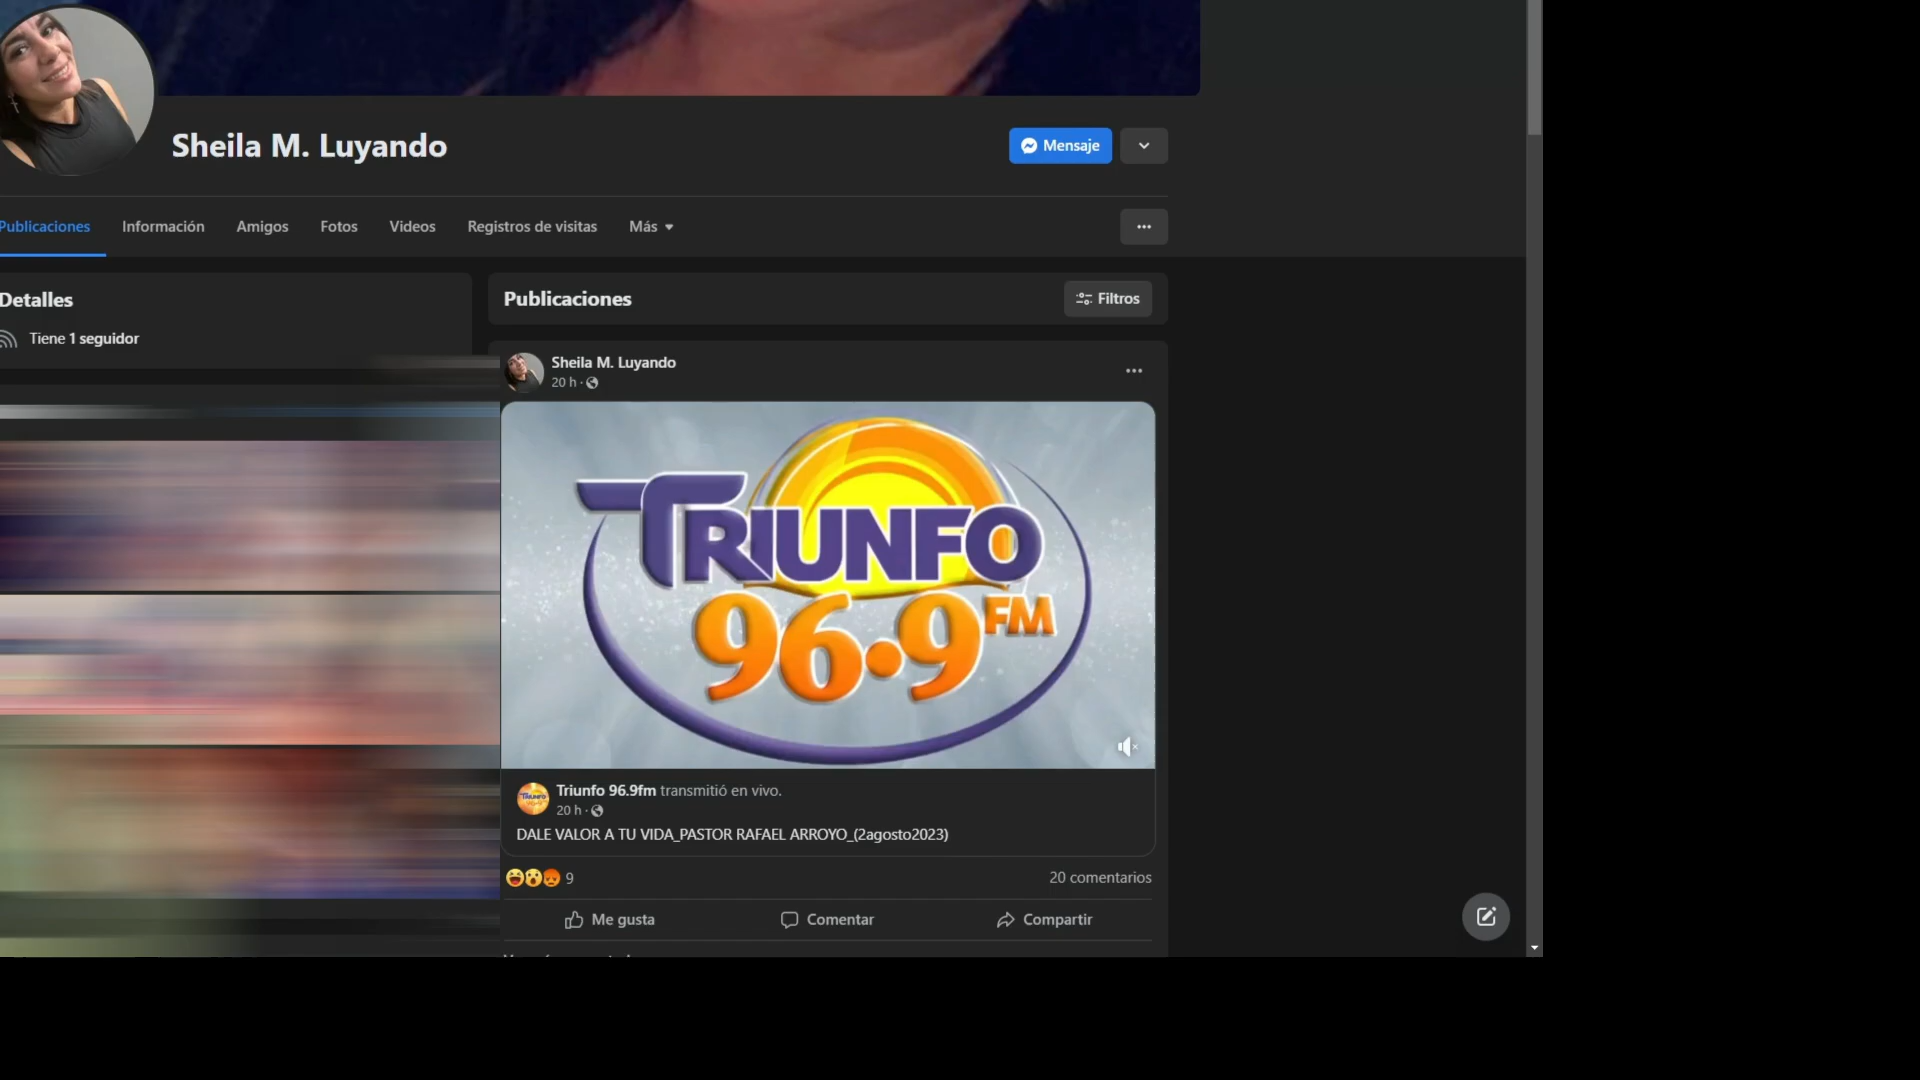 Sheila M. Luyando
Mensaje
Publicaciones
Información
Amigos
Fotos
Videos
Registros de visitas
Más
Detalles
Tiene 1 seguidor
Publicaciones
Filtros
Sheila M. Luyando
20 h ·
TRIUNFO
96.9 FM
Triunfo 96.9fm transmitió en vivo.
20 h ·
DALE VALOR A TU VIDA_PASTOR RAFAEL ARROYO_(2agosto2023)
9
20 comentarios
Me gusta
Comentar
Compartir